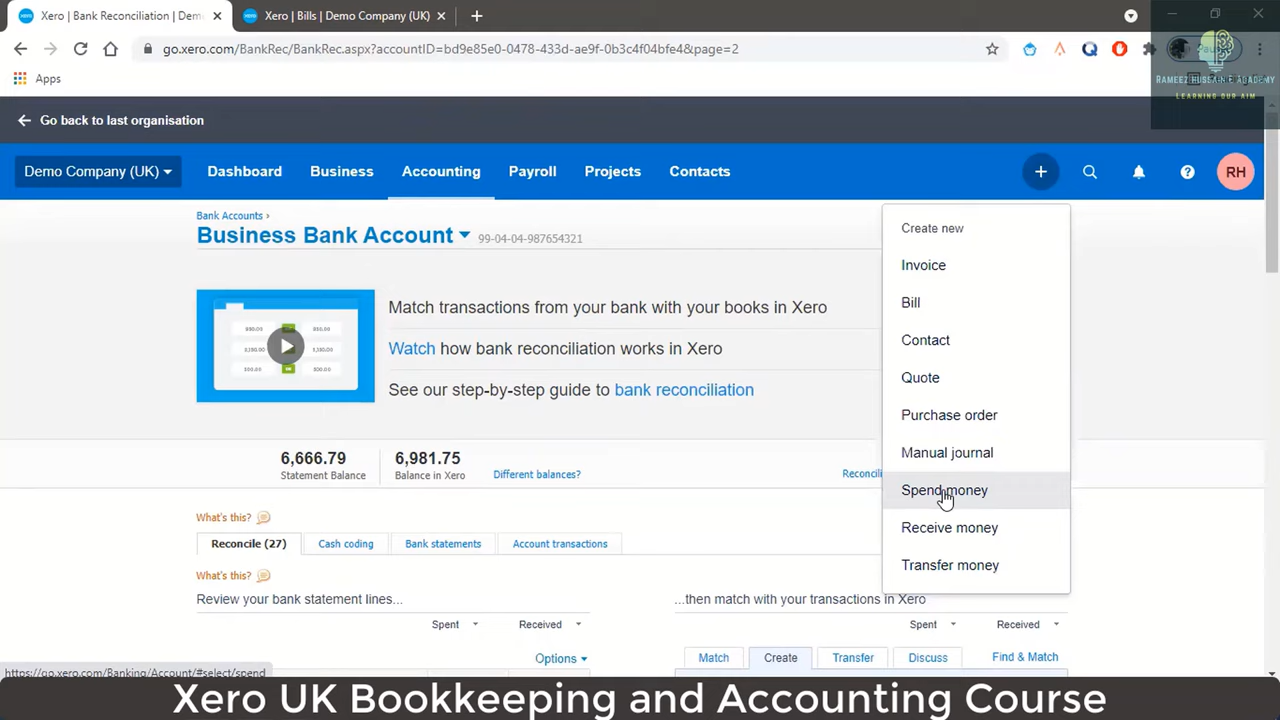 Xero | Bank Reconciliation | Demo
Xero | Bills | Demo Company (UK)
go.xero.com/BankRec/BankRec.aspx?accountID=bd9e85e0-0478-433d-ae9f-0b3c4f04bfe4&page=2
Apps
RAMEEZ HUSSAIN E ACADEMY
LEARNING OUR AIM
Go back to last organisation
Demo Company (UK) Dashboard Business Accounting Payroll Projects Contacts RH
Bank Accounts ›
Business Bank Account 99-04-04-987654321
Match transactions from your bank with your books in Xero
Watch how bank reconciliation works in Xero
See our step-by-step guide to bank reconciliation
Create new
Invoice
Bill
Contact
Quote
Purchase order
Manual journal
Spend money
Receive money
Transfer money
6,666.79 6,981.75
Statement Balance Balance in Xero Different balances?
What's this?
Reconcile (27) Cash coding Bank statements Account transactions
What's this?
Review your bank statement lines... ...then match with your transactions in Xero
Spent Received Spent Received
Options Match Create Transfer Discuss Find & Match
https://go.xero.com/Banking/Account/#select/spend
Xero UK Bookkeeping and Accounting Course